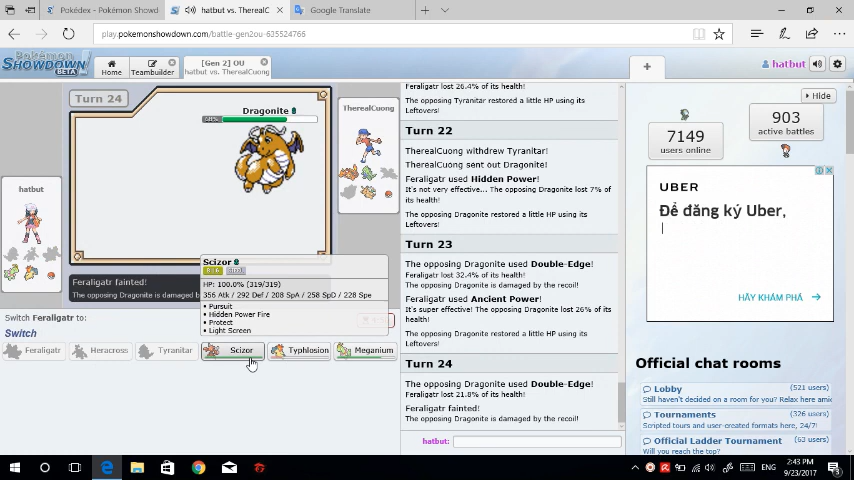 Pokédex - Pokémon Showd
hatbut vs. TherealC
Google Translate
play.pokemonshowdown.com/battle-gen2ou-635524766
Pokémon
SHOWDOWN
BETA
Home
Teambuilder
[Gen 2] OU
hatbut vs. TherealCuong
hatbut
Turn 24
Dragonite
TherealCuong
hatbut
Feraligatr fainted!
The opposing Dragonite is damaged b
Scizor
HP: 100.0% (319/319)
356 Atk / 292 Def / 208 SpA / 258 SpD / 228 Spe
• Pursuit
• Hidden Power Fire
• Protect
• Light Screen
Switch Feraligatr to:
Switch
Feraligatr
Heracross
Tyranitar
Scizor
Typhlosion
Meganium
Feraligatr lost 26.4% of its health!
The opposing Tyranitar restored a little HP using its
Leftovers!
Turn 22
TherealCuong withdrew Tyranitar!
TherealCuong sent out Dragonite!
Feraligatr used Hidden Power!
It's not very effective... The opposing Dragonite lost 7% of
its health!
The opposing Dragonite restored a little HP using its
Leftovers!
Turn 23
The opposing Dragonite used Double-Edge!
Feraligatr lost 32.4% of its health!
The opposing Dragonite is damaged by the recoil!
Feraligatr used Ancient Power!
It's super effective! The opposing Dragonite lost 26% of its
health!
The opposing Dragonite restored a little HP using its
Leftovers!
Turn 24
The opposing Dragonite used Double-Edge!
Feraligatr lost 21.8% of its health!
Feraligatr fainted!
The opposing Dragonite is damaged by the recoil!
hatbut:
Hide
7149
users online
903
active battles
UBER
Để đăng ký Uber,
HÃY KHÁM PHÁ
Official chat rooms
Lobby
(521 users)
Still haven't decided on a room for you? Relax here ami
Tournaments
(326 users)
Scripted tours and user-created formats here, 24/7!
Official Ladder Tournament
(63 users)
Will you reach the top?
ENG
2:43 PM
9/23/2017
3